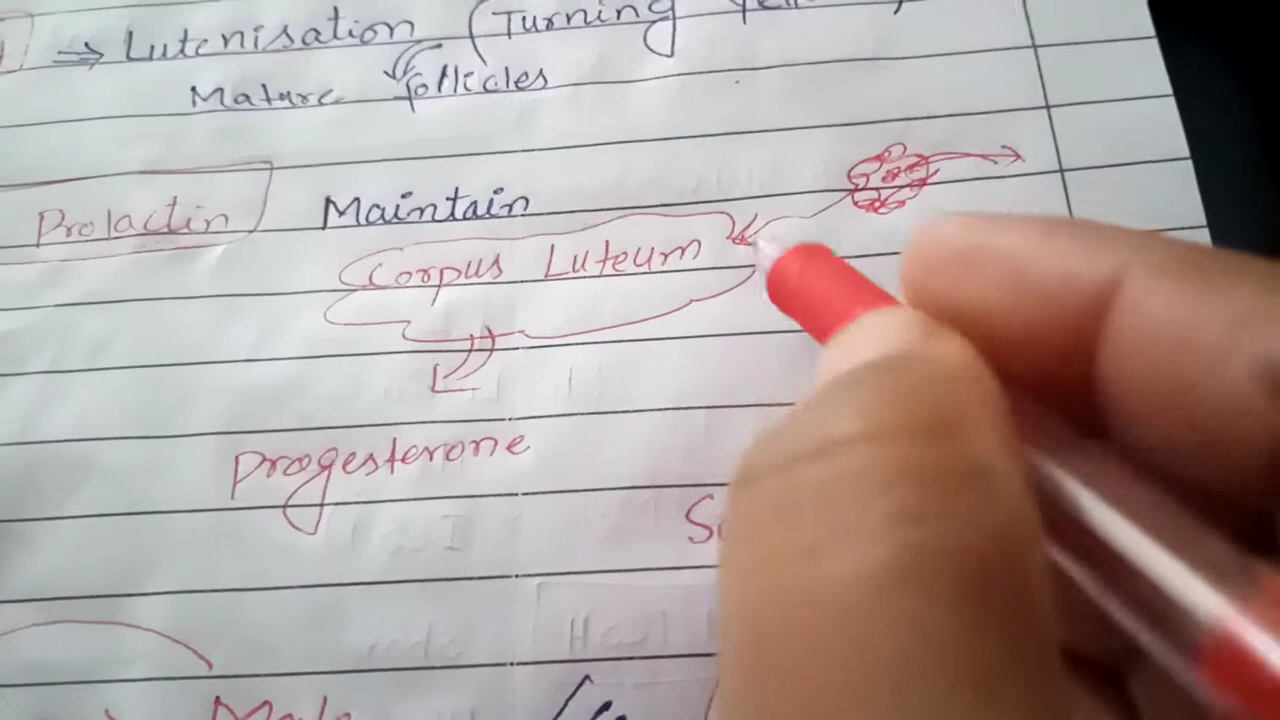 ⇒ Lutenisation (Turning
Mature follicles
Prolactin Maintain
Corpus Luteum
Progesterone